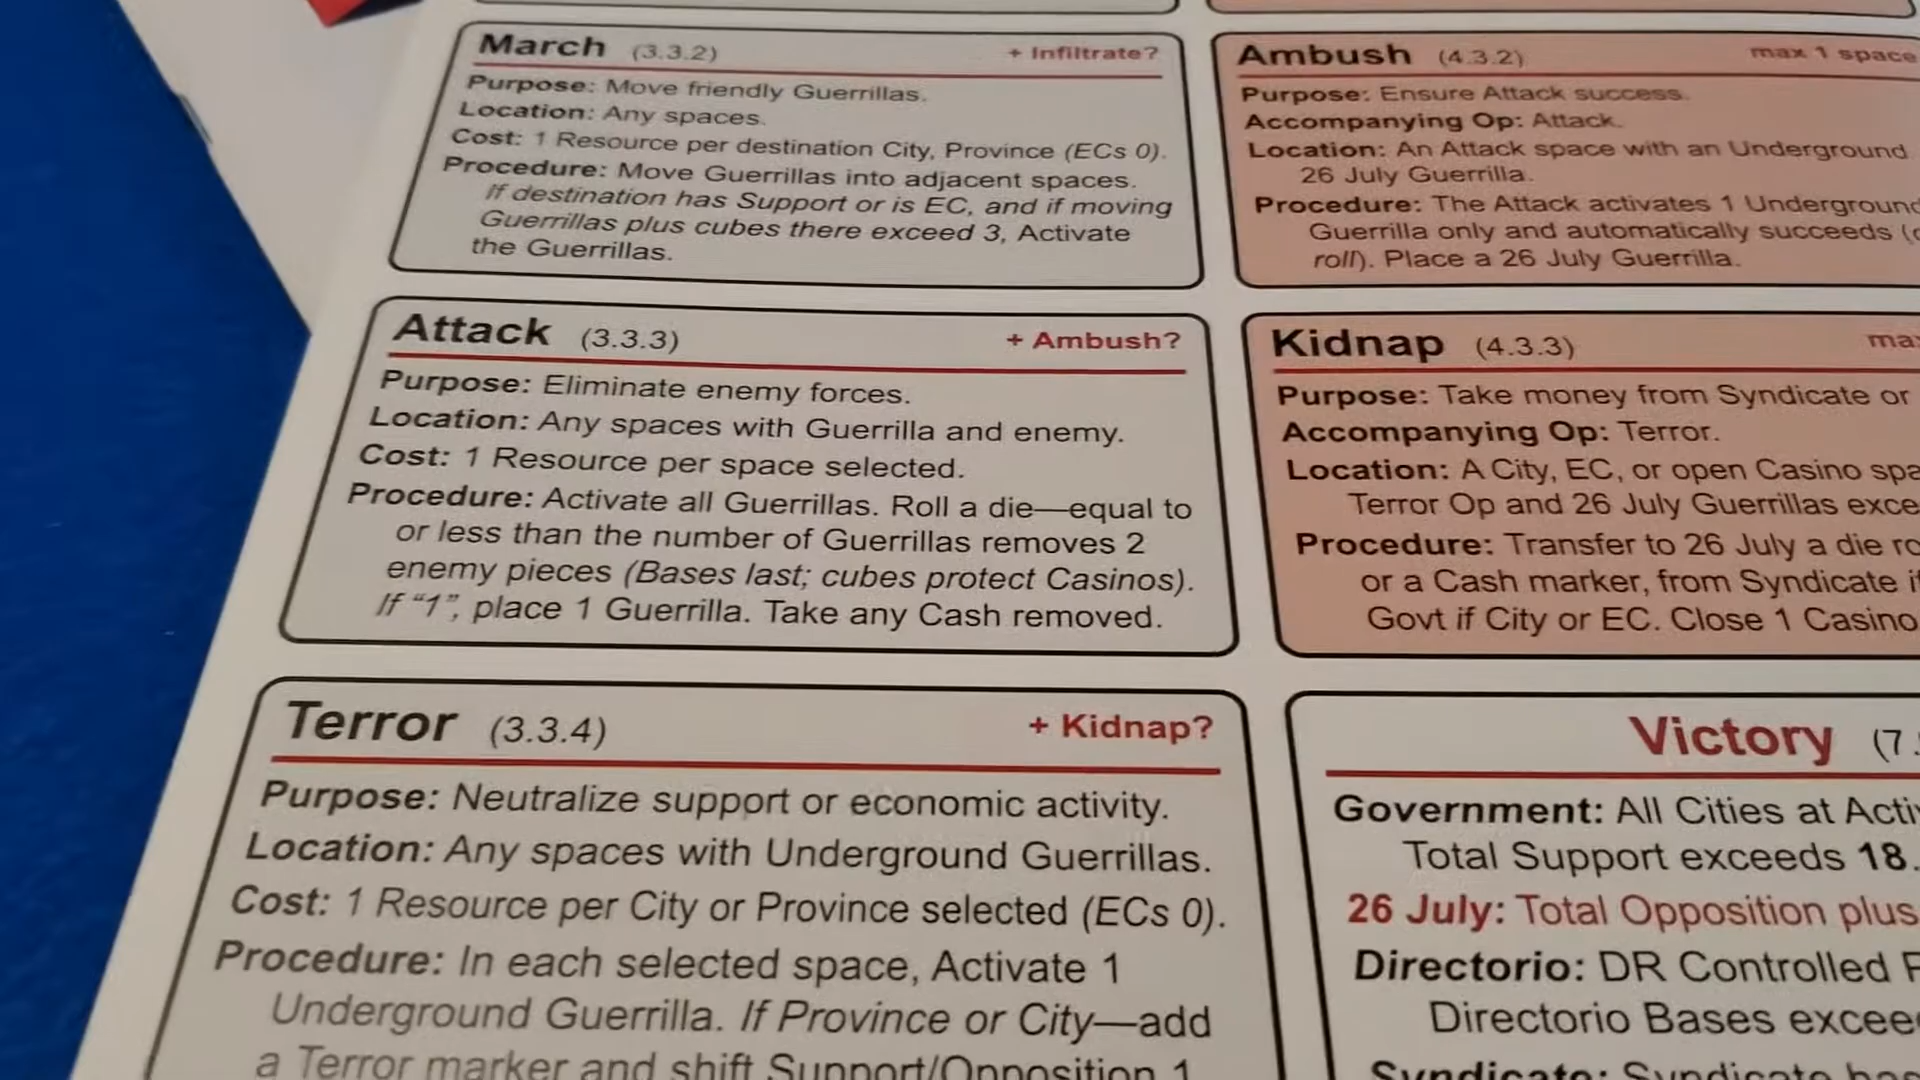 March (3.3.2) + Infiltrate?
Purpose: Move friendly Guerrillas.
Location: Any spaces.
Cost: 1 Resource per destination City, Province (ECs 0).
Procedure: Move Guerrillas into adjacent spaces.
If destination has Support or is EC, and if moving
Guerrillas plus cubes there exceed 3, Activate
the Guerrillas.
Ambush (4.3.2) max 1 space
Purpose: Ensure Attack success.
Accompanying Op: Attack.
Location: An Attack space with an Underground
26 July Guerrilla.
Procedure: The Attack activates 1 Underground
Guerrilla only and automatically succeeds
roll). Place a 26 July Guerrilla.
Attack (3.3.3) + Ambush?
Purpose: Eliminate enemy forces.
Location: Any spaces with Guerrilla and enemy.
Cost: 1 Resource per space selected.
Procedure: Activate all Guerrillas. Roll a die—equal to
or less than the number of Guerrillas removes 2
enemy pieces (Bases last; cubes protect Casinos).
If “1”, place 1 Guerrilla. Take any Cash removed.
Kidnap (4.3.3)
Purpose: Take money from Syndicate or
Accompanying Op: Terror.
Location: A City, EC, or open Casino
Terror Op and 26 July Guerrillas
Procedure: Transfer to 26 July a die
or a Cash marker, from Syndicate
Govt if City or EC. Close 1 Casino
Terror (3.3.4) + Kidnap?
Purpose: Neutralize support or economic activity.
Location: Any spaces with Underground Guerrillas.
Cost: 1 Resource per City or Province selected (ECs 0).
Procedure: In each selected space, Activate 1
Underground Guerrilla. If Province or City—add
a Terror marker and shift Support/Opposition 1
Victory (7.
Government: All Cities at
Total Support exceeds 18.
26 July: Total Opposition plus
Directorio: DR Controlled
Directorio Bases
Syndicate: Syndicate